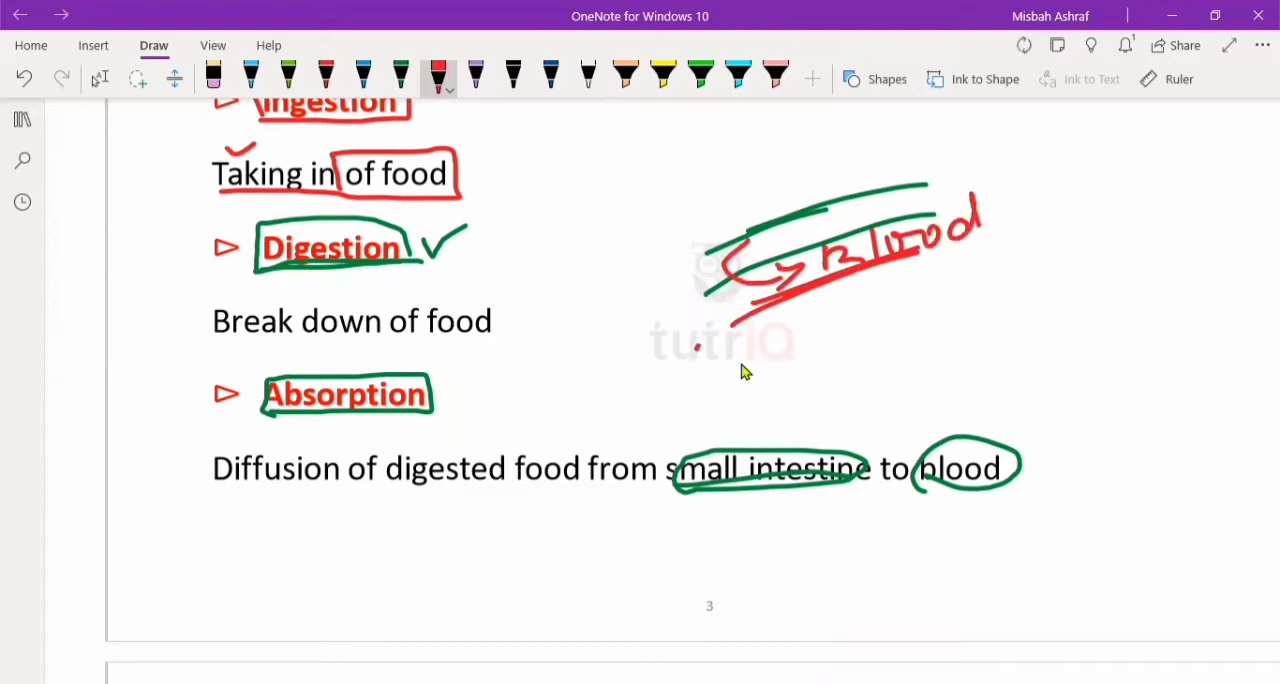 OneNote for Windows 10
Misbah Ashraf
Home Insert Draw View Help
Share
Shapes Ink to Shape Ink to Text Ruler
Ingestion
Taking in of food
Digestion
Blood
Break down of food
tutrIQ
Absorption
Diffusion of digested food from small intestine to blood
3